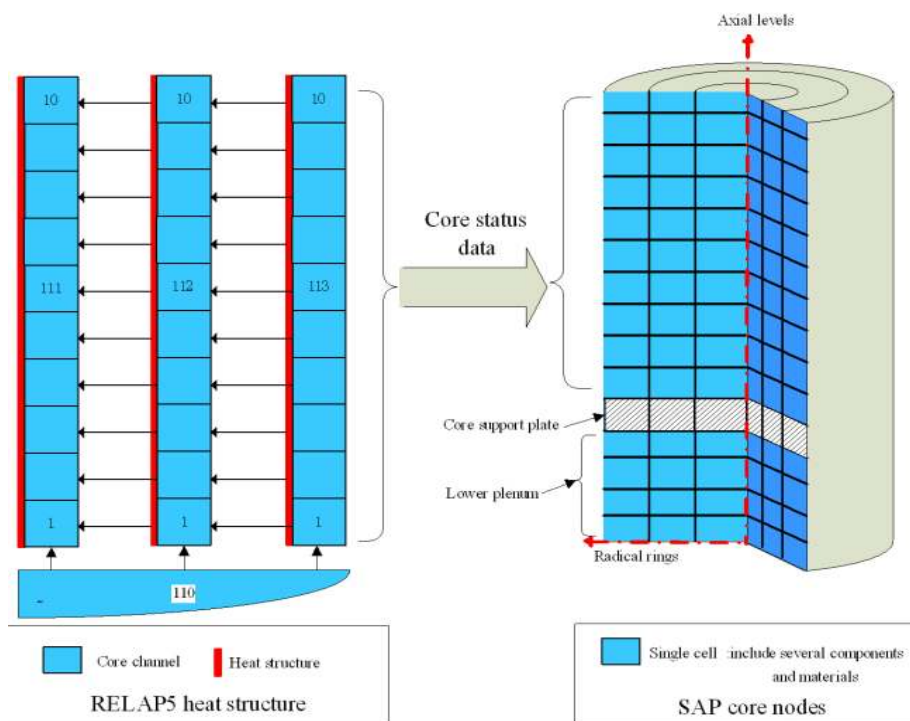 Axial levels
10 10 10
111 112 113
1 1 1
110
Core status
data
Core support plate
Lower plenum
Radical rings
Core channel
Heat structure
RELAP5 heat structure
Single cell :include several components
and materials
SAP core nodes